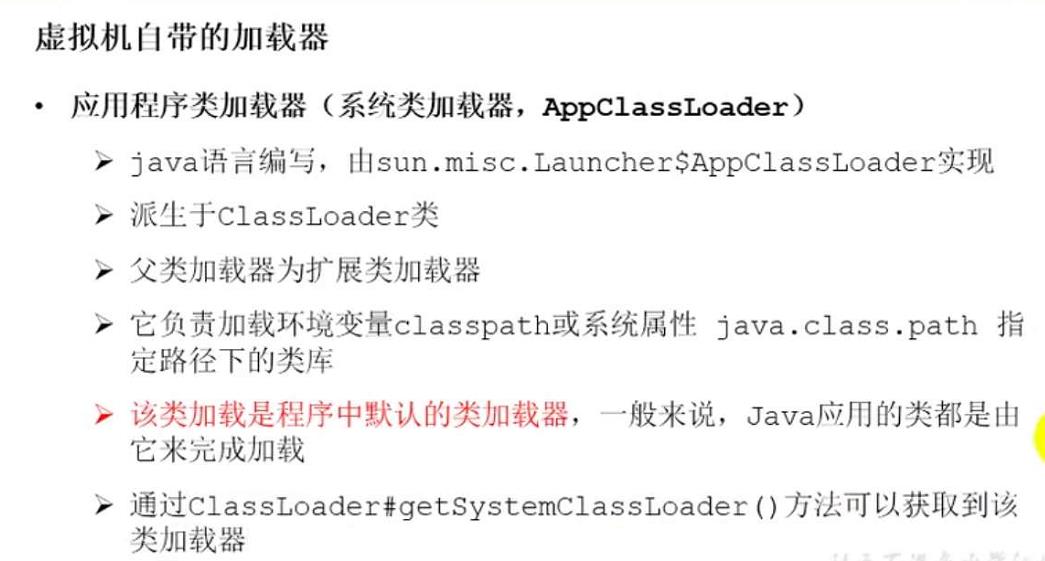 虚拟机自带的加载器
• 应用程序类加载器（系统类加载器，AppClassLoader）
➢ java语言编写，由sun.misc.Launcher$AppClassLoader实现
➢ 派生于ClassLoader类
➢ 父类加载器为扩展类加载器
➢ 它负责加载环境变量classpath或系统属性 java.class.path 指
定路径下的类库
➢ 该类加载是程序中默认的类加载器，一般来说，Java应用的类都是由
它来完成加载
➢ 通过ClassLoader#getSystemClassLoader()方法可以获取到该
类加载器